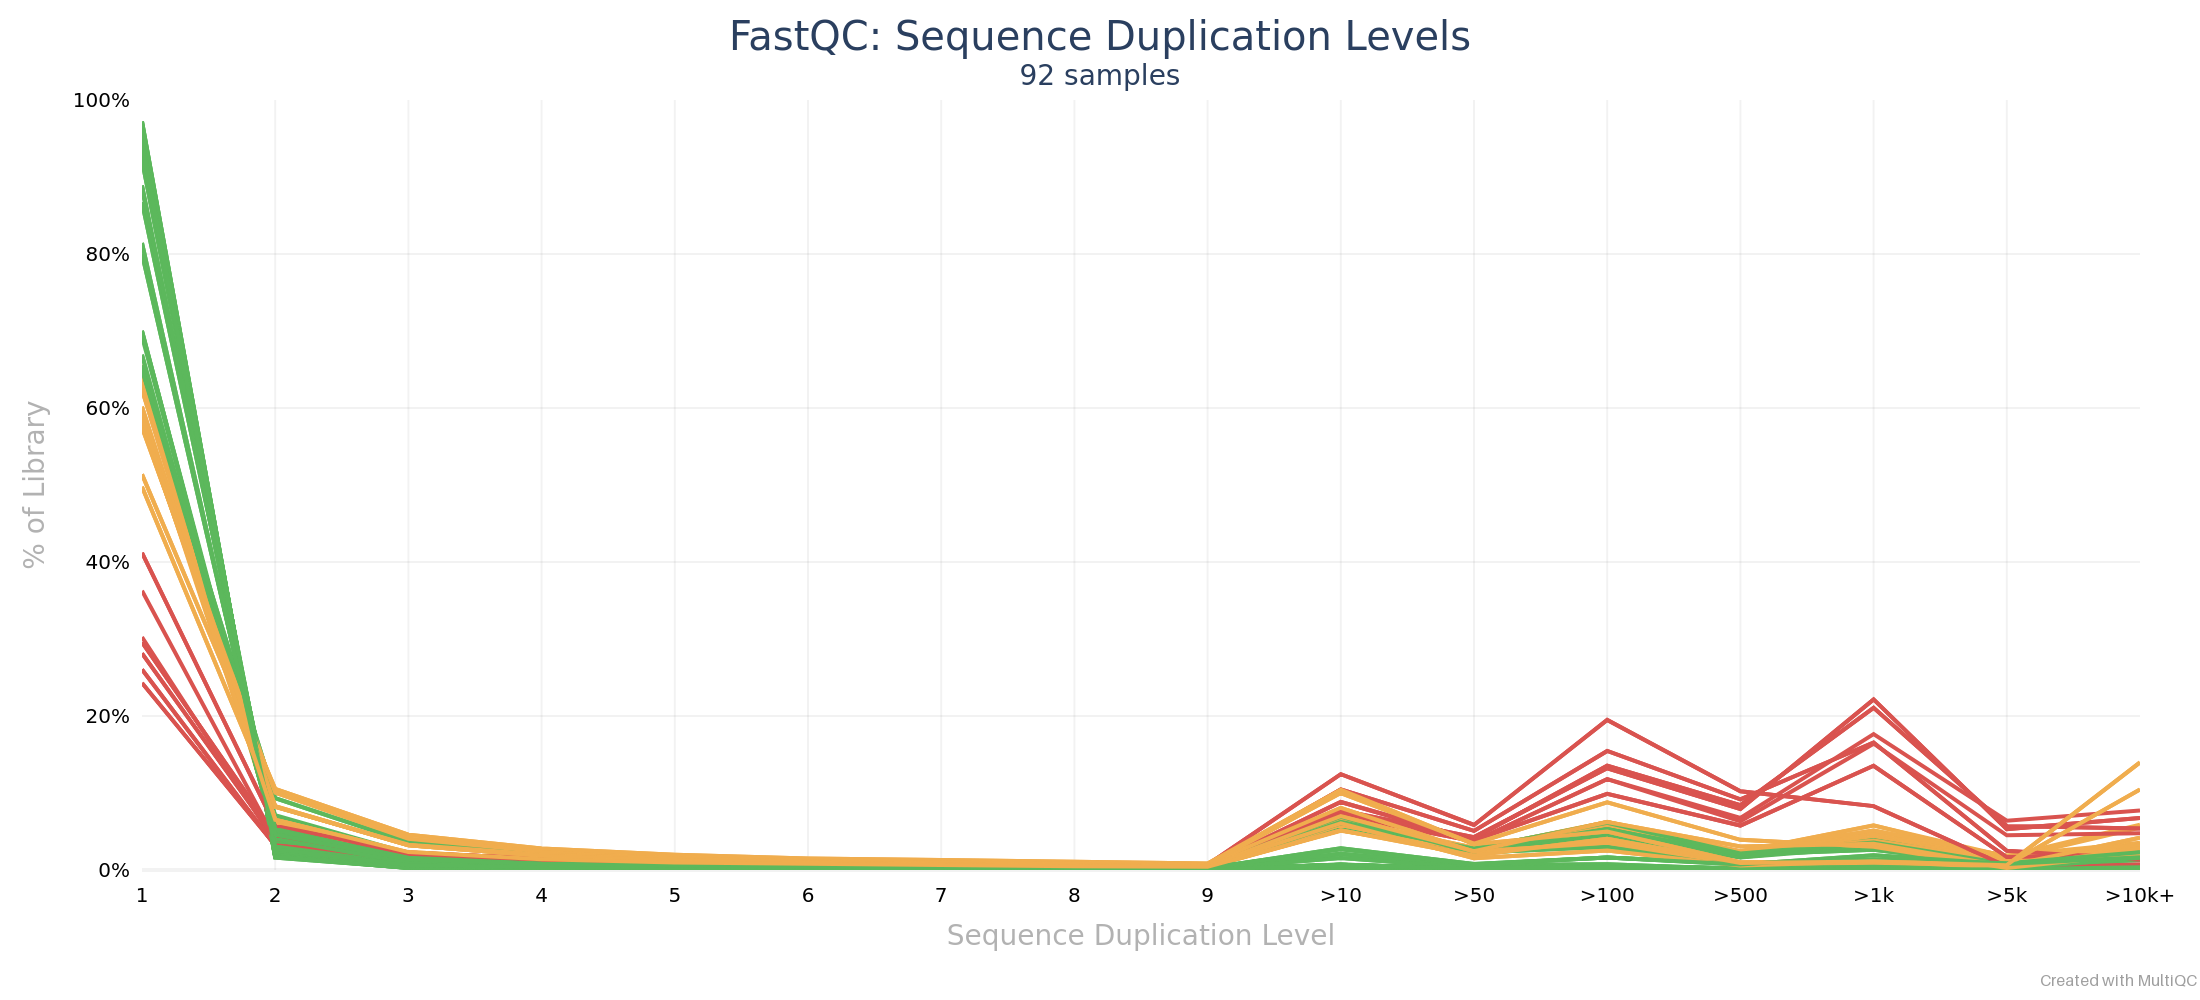 FastQC: Sequence Duplication Levels
92 samples
100%
80%
60%
40%
20%
0%
% of Library
1 2 3 4 5 6 7 8 9 >10 >50 >100 >500 >1k >5k >10k+
Sequence Duplication Level
Created with MultiQC